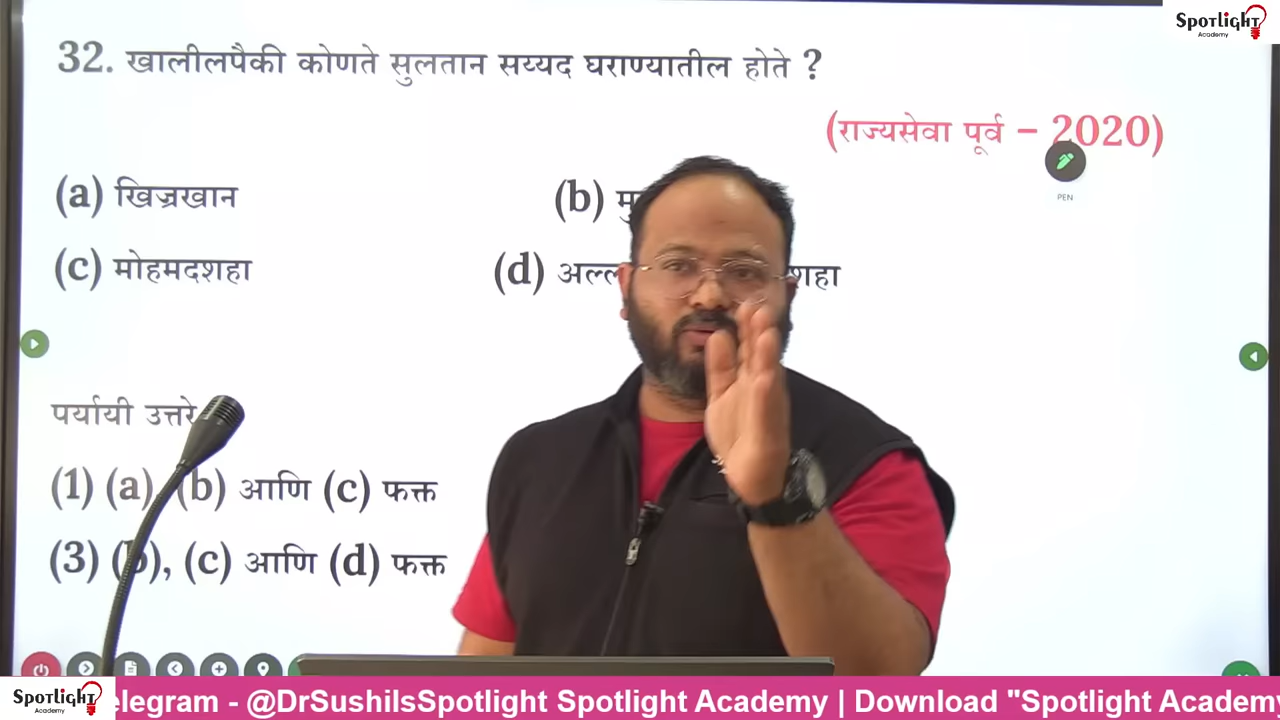 Spotlight
Academy
32. खालीलपैकी कोणते सुलतान सय्यद घराण्यातील होते ?
(राज्यसेवा पूर्व – 2020)
PEN
(a) खिज्रखान (b)
(c) मोहमदशहा (d)
पर्यायी उत्तरे
(1) (a), (b) आणि (c) फक्त
(3) (b), (c) आणि (d) फक्त
Spotlight
Academy
elegram - @DrSushilsSpotlight Spotlight Academy | Download "Spotlight Academ